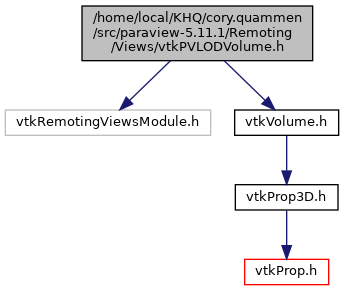 /home/local/KHQ/cory.quammen
/src/paraview-5.11.1/Remoting
/Views/vtkPVLODVolume.h
vtkRemotingViewsModule.h
vtkVolume.h
vtkProp3D.h
vtkProp.h